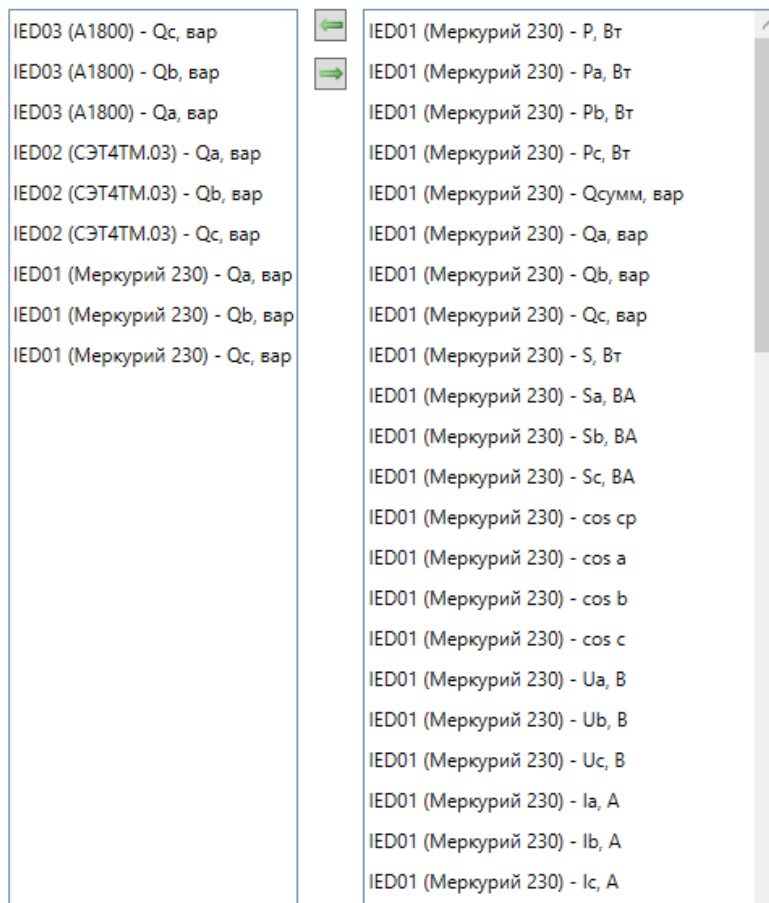 IED03 (A1800) - Qc, вар
IED03 (A1800) - Qb, вар
IED03 (A1800) - Qa, вар
IED02 (СЭТ4ТМ.03) - Qa, вар
IED02 (СЭТ4ТМ.03) - Qb, вар
IED02 (СЭТ4ТМ.03) - Qc, вар
IED01 (Меркурий 230) - Qa, вар
IED01 (Меркурий 230) - Qb, вар
IED01 (Меркурий 230) - Qc, вар
IED01 (Меркурий 230) - P, Вт
IED01 (Меркурий 230) - Pa, Вт
IED01 (Меркурий 230) - Pb, Вт
IED01 (Меркурий 230) - Pc, Вт
IED01 (Меркурий 230) - Qсумм, вар
IED01 (Меркурий 230) - Qa, вар
IED01 (Меркурий 230) - Qb, вар
IED01 (Меркурий 230) - Qc, вар
IED01 (Меркурий 230) - S, Вт
IED01 (Меркурий 230) - Sa, ВА
IED01 (Меркурий 230) - Sb, ВА
IED01 (Меркурий 230) - Sc, ВА
IED01 (Меркурий 230) - cos ср
IED01 (Меркурий 230) - cos a
IED01 (Меркурий 230) - cos b
IED01 (Меркурий 230) - cos c
IED01 (Меркурий 230) - Ua, В
IED01 (Меркурий 230) - Ub, В
IED01 (Меркурий 230) - Uc, В
IED01 (Меркурий 230) - Ia, А
IED01 (Меркурий 230) - Ib, А
IED01 (Меркурий 230) - Ic, А